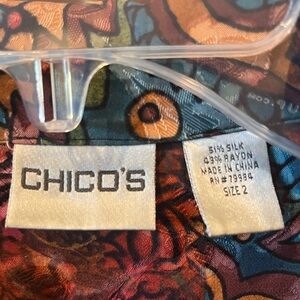 CHICO'S
51% SILK
49% RAYON
MADE IN CHINA
RN#79984
SIZE 2